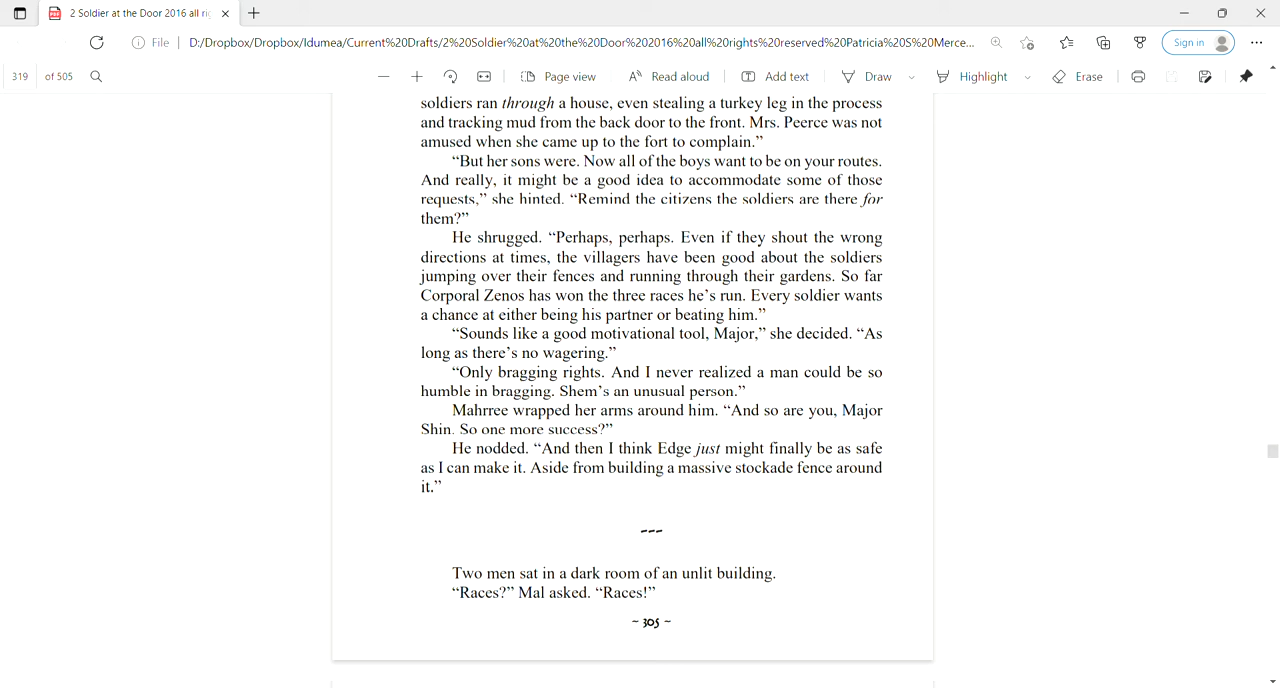 2 Soldier at the Door 2016 all ri
File D:/Dropbox/Dropbox/Idumea/Current%20Drafts/2%20Soldier%20at%20the%20Door%202016%20all%20rights%20reserved%20Patricia%20S%20Merce... Sign in
319 of 505 Page view Read aloud Add text Draw Highlight Erase
soldiers ran through a house, even stealing a turkey leg in the process
and tracking mud from the back door to the front. Mrs. Peerce was not
amused when she came up to the fort to complain.”
“But her sons were. Now all of the boys want to be on your routes.
And really, it might be a good idea to accommodate some of those
requests,” she hinted. “Remind the citizens the soldiers are there for
them?”
He shrugged. “Perhaps, perhaps. Even if they shout the wrong
directions at times, the villagers have been good about the soldiers
jumping over their fences and running through their gardens. So far
Corporal Zenos has won the three races he’s run. Every soldier wants
a chance at either being his partner or beating him.”
“Sounds like a good motivational tool, Major,” she decided. “As
long as there’s no wagering.”
“Only bragging rights. And I never realized a man could be so
humble in bragging. Shem’s an unusual person.”
Mahrree wrapped her arms around him. “And so are you, Major
Shin. So one more success?”
He nodded. “And then I think Edge just might finally be as safe
as I can make it. Aside from building a massive stockade fence around
it.”
---
Two men sat in a dark room of an unlit building.
“Races?” Mal asked. “Races!”
~ 305 ~